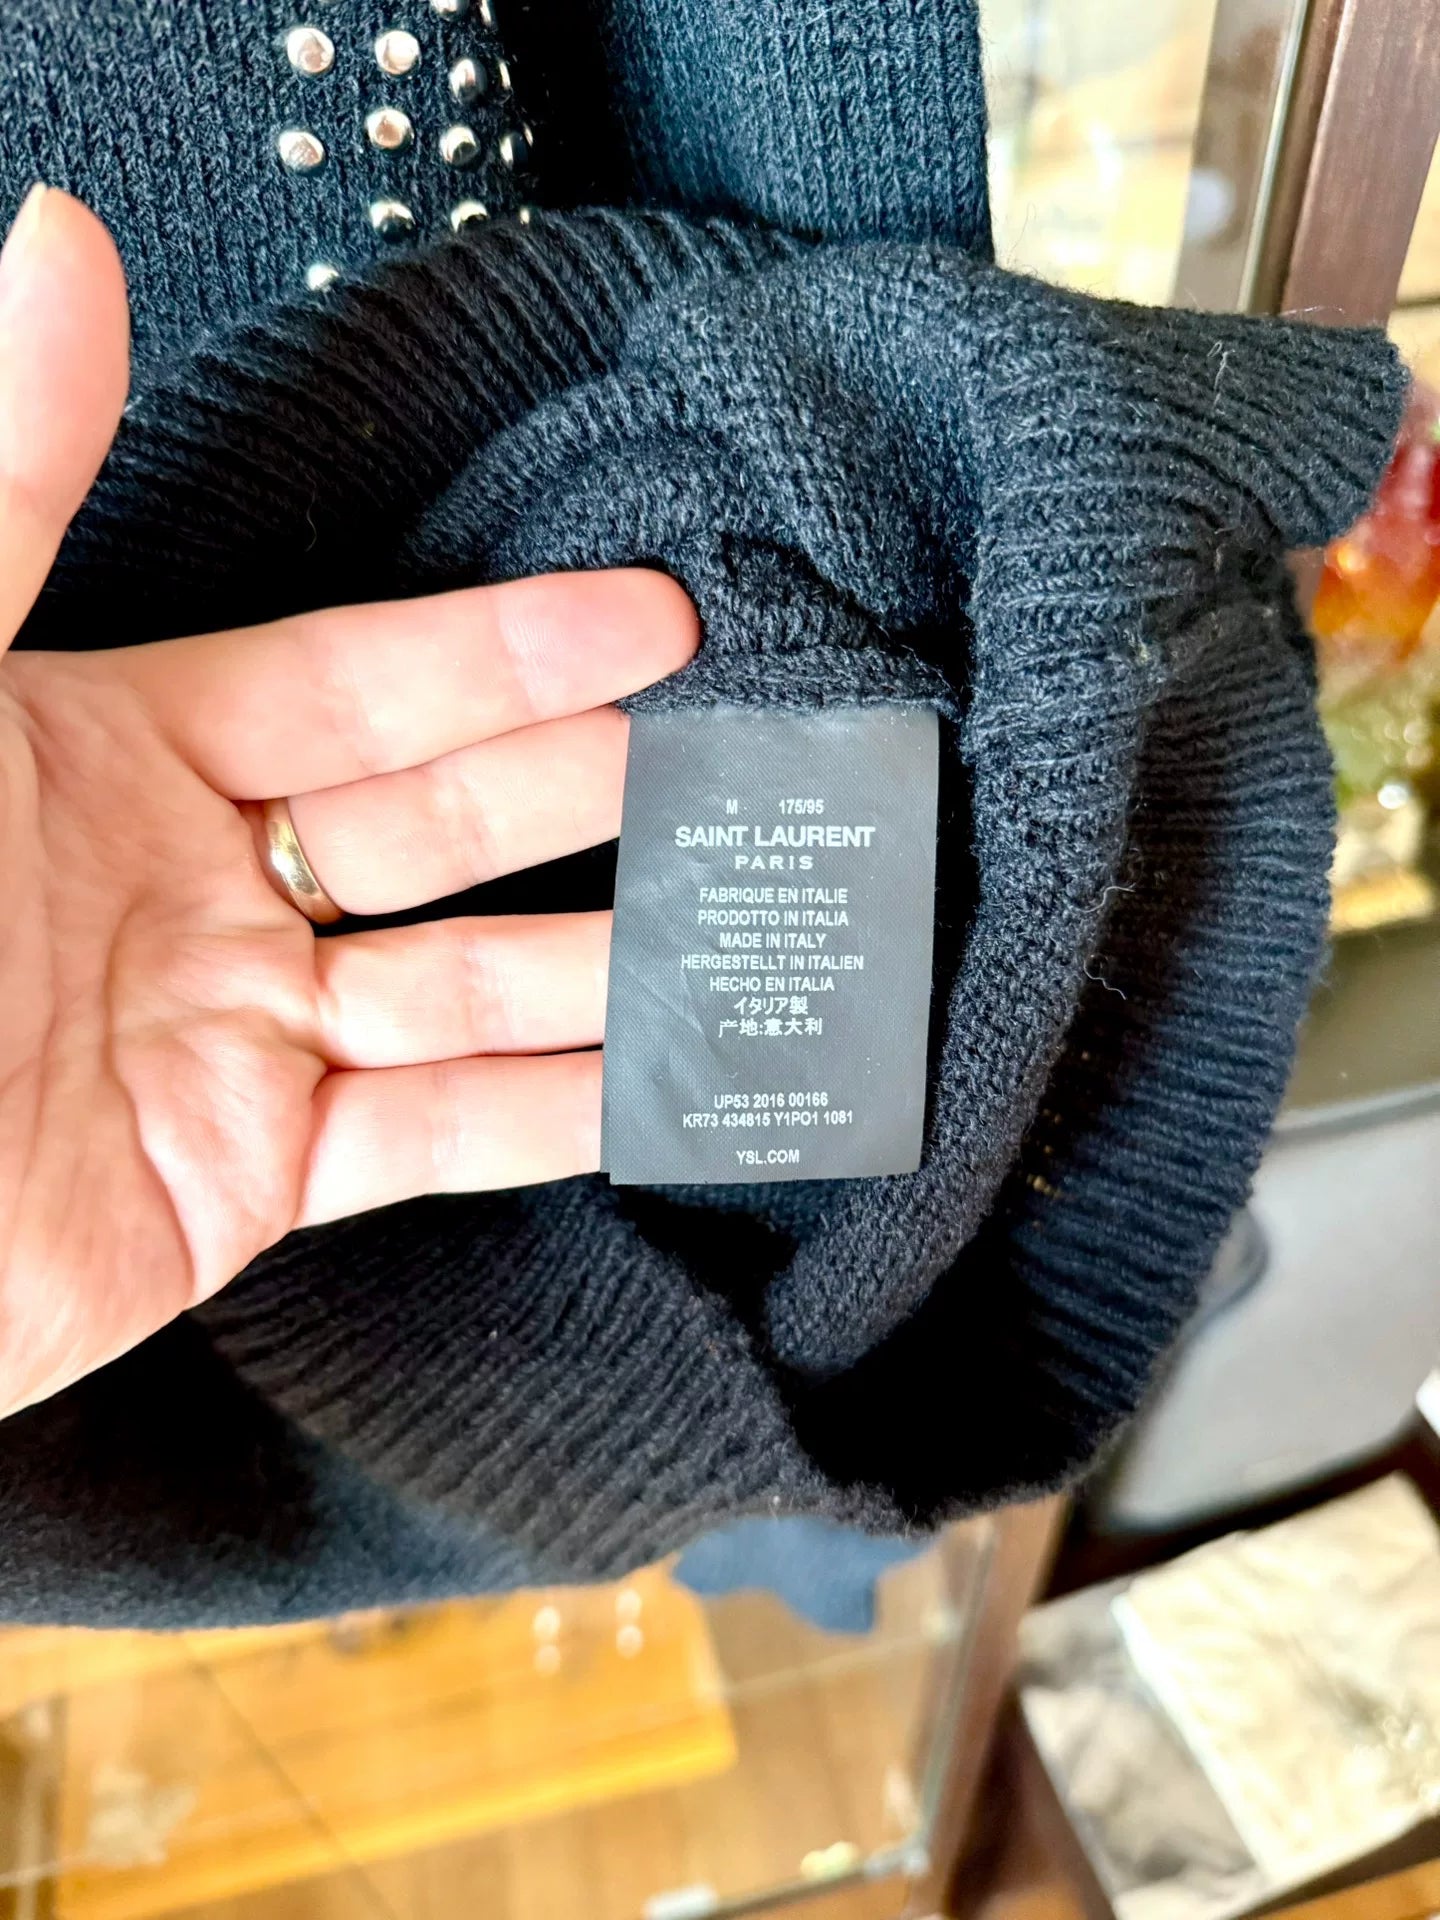 M 175/95
SAINT LAURENT
PARIS
FABRIQUE EN ITALIE
PRODOTTO IN ITALIA
MADE IN ITALY
HERGESTELLT IN ITALIEN
HECHO EN ITALIA
イタリア製
产地:意大利
UP53 2016 00166
KR73 434815 Y1PO1 1081
YSL.COM